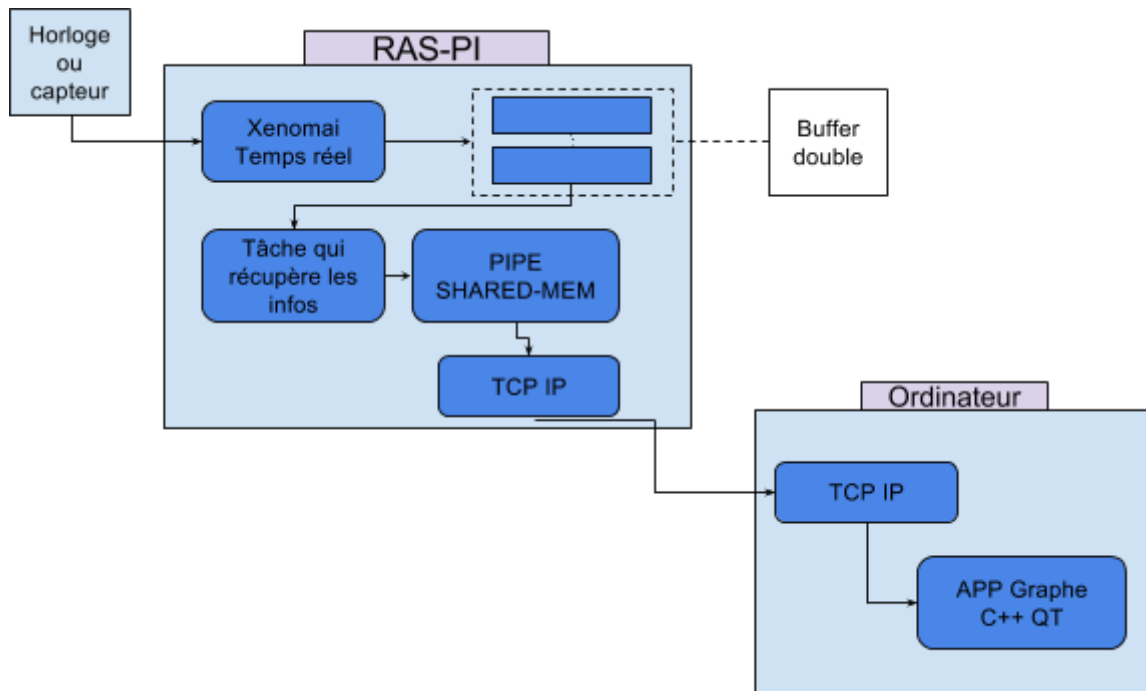 Horloge
ou
capteur
RAS-PI
Xenomai
Temps réel
Buffer
double
Tâche qui
récupère les
infos
PIPE
SHARED-MEM
TCP IP
Ordinateur
TCP IP
APP Graphe
C++ QT